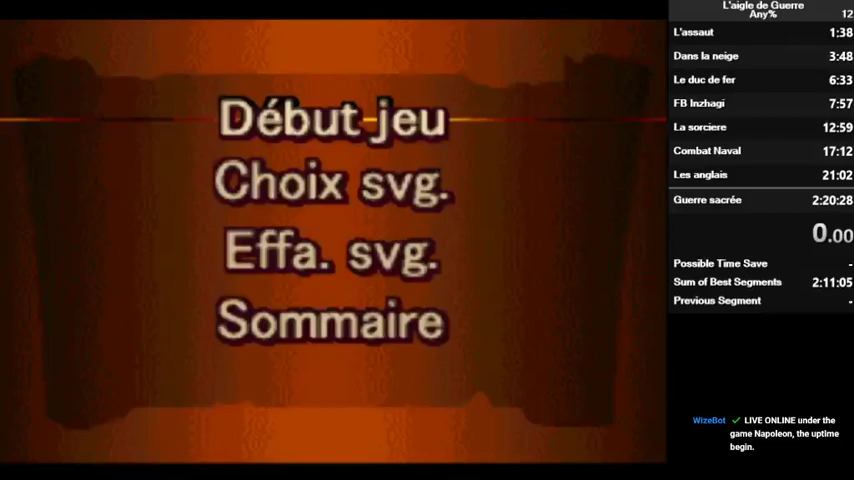 Début jeu
Choix svg.
Effa. svg.
Sommaire
L'aigle de Guerre
Any% 12
L'assaut 1:38
Dans la neige 3:48
Le duc de fer 6:33
FB Inzhagi 7:57
La sorciere 12:59
Combat Naval 17:12
Les anglais 21:02
Guerre sacrée 2:20:28
0.00
Possible Time Save -
Sum of Best Segments 2:11:05
Previous Segment -
WizeBot ✓ LIVE ONLINE under the
game Napoleon, the uptime
begin.